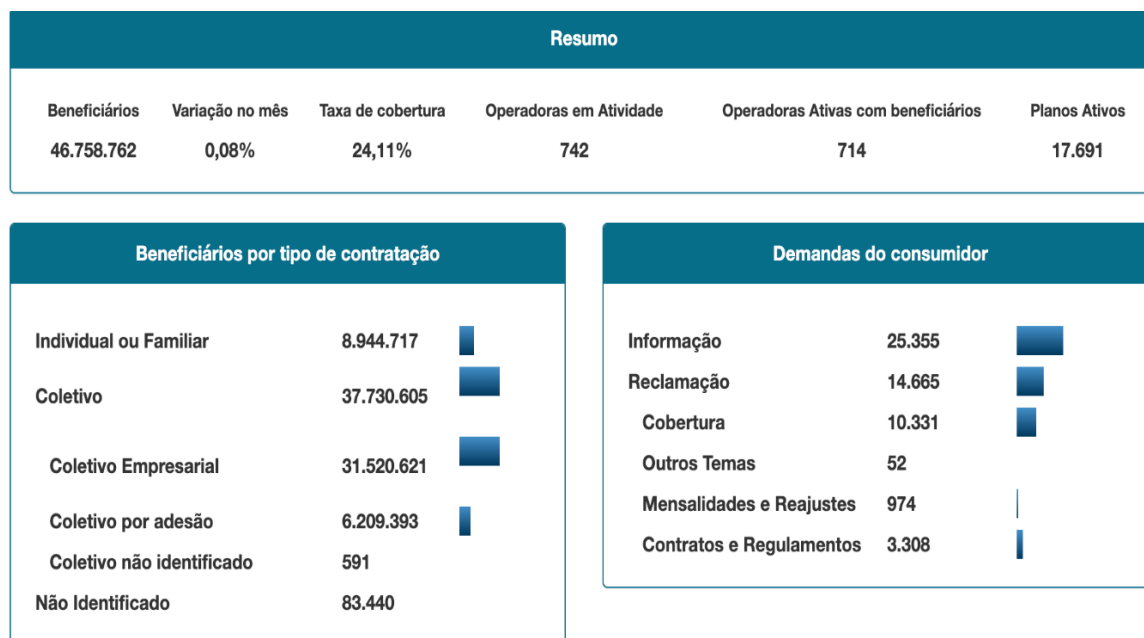 Resumo
Beneficiários Variação no mês Taxa de cobertura Operadoras em Atividade Operadoras Ativas com beneficiários Planos Ativos
46.758.762 0,08% 24,11% 742 714 17.691
Beneficiários por tipo de contratação
Individual ou Familiar 8.944.717
Coletivo 37.730.605
Coletivo Empresarial 31.520.621
Coletivo por adesão 6.209.393
Coletivo não identificado 591
Não Identificado 83.440
Demandas do consumidor
Informação 25.355
Reclamação 14.665
Cobertura 10.331
Outros Temas 52
Mensalidades e Reajustes 974
Contratos e Regulamentos 3.308